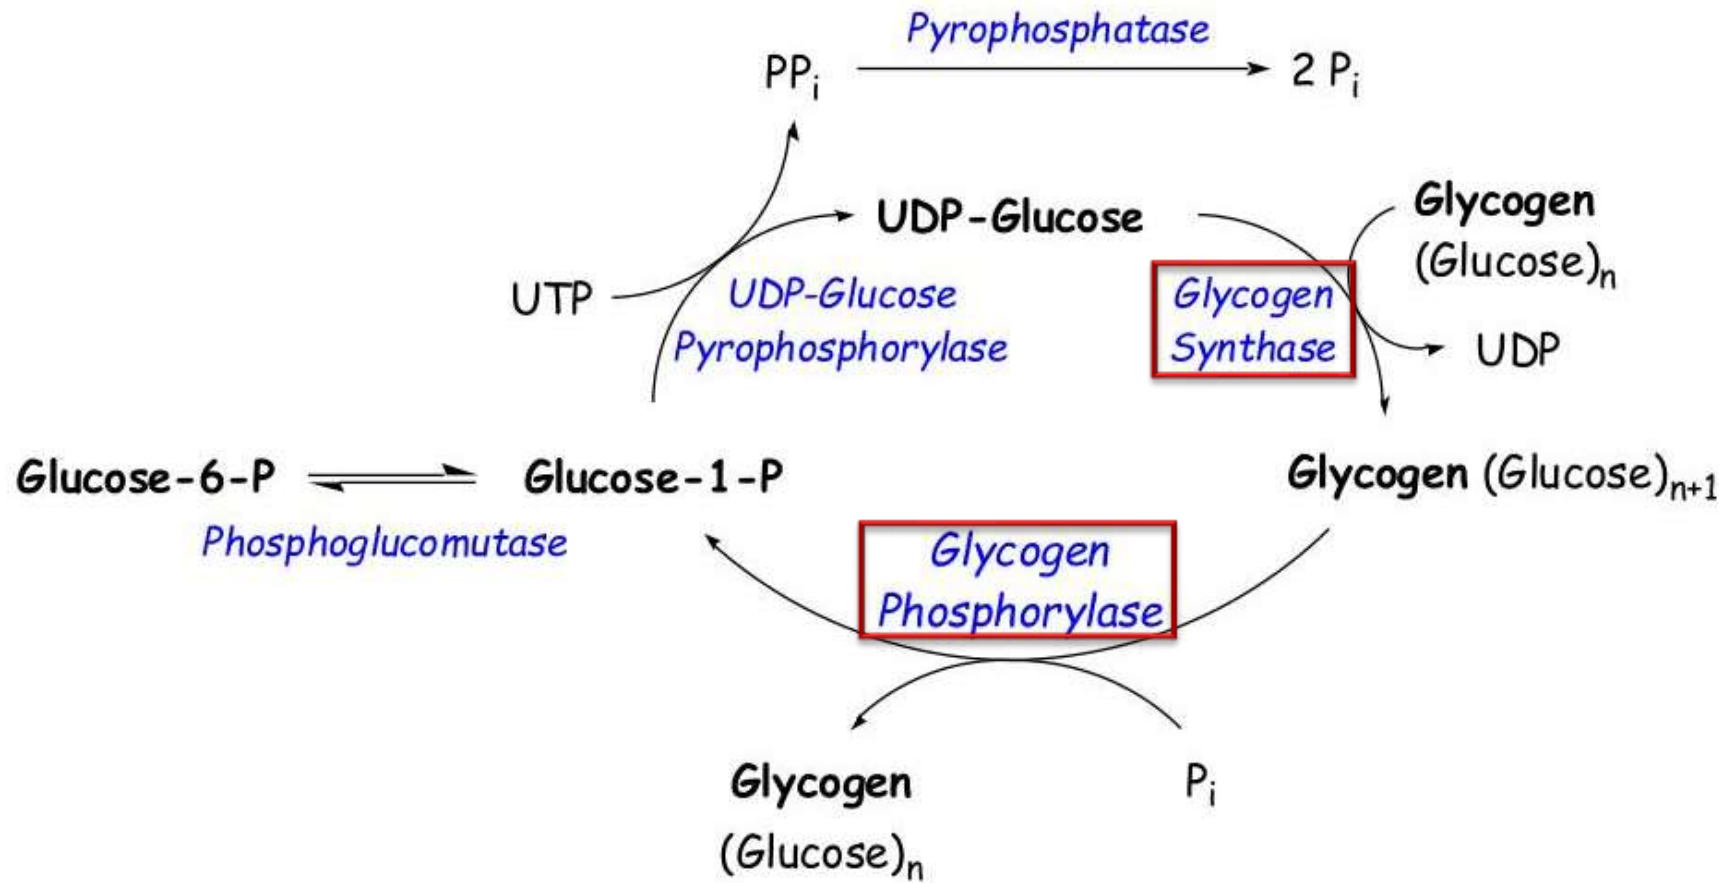 Pyrophosphatase
PPi
2 Pi
UDP-Glucose
Glycogen
(Glucose)n
UTP
UDP-Glucose
Pyrophosphorylase
Glycogen
Synthase
UDP
Glucose-6-P
Glucose-1-P
Glycogen (Glucose)n+1
Phosphoglucomutase
Glycogen
Phosphorylase
Glycogen
(Glucose)n
Pi